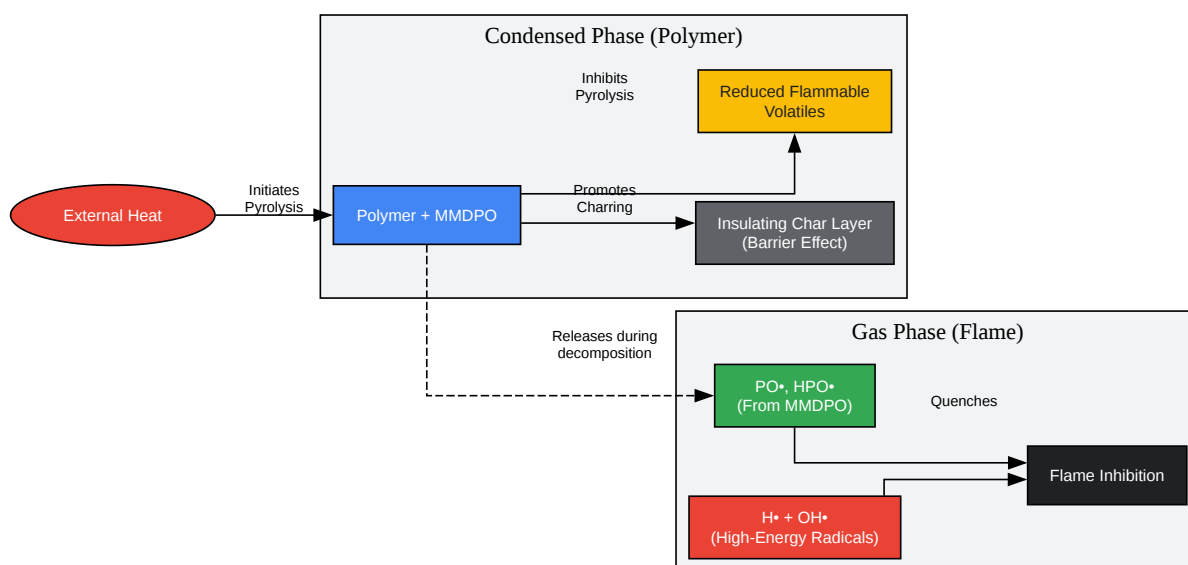 Condensed Phase (Polymer)
Inhibits
Pyrolysis
Reduced Flammable
Volatiles
External Heat
Initiates
Pyrolysis
Polymer + MMDPO
Promotes
Charring
Insulating Char Layer
(Barrier Effect)
Releases during
decomposition
Gas Phase (Flame)
PO•, HPO•
(From MMDPO)
Quenches
Flame Inhibition
H• + OH•
(High-Energy Radicals)